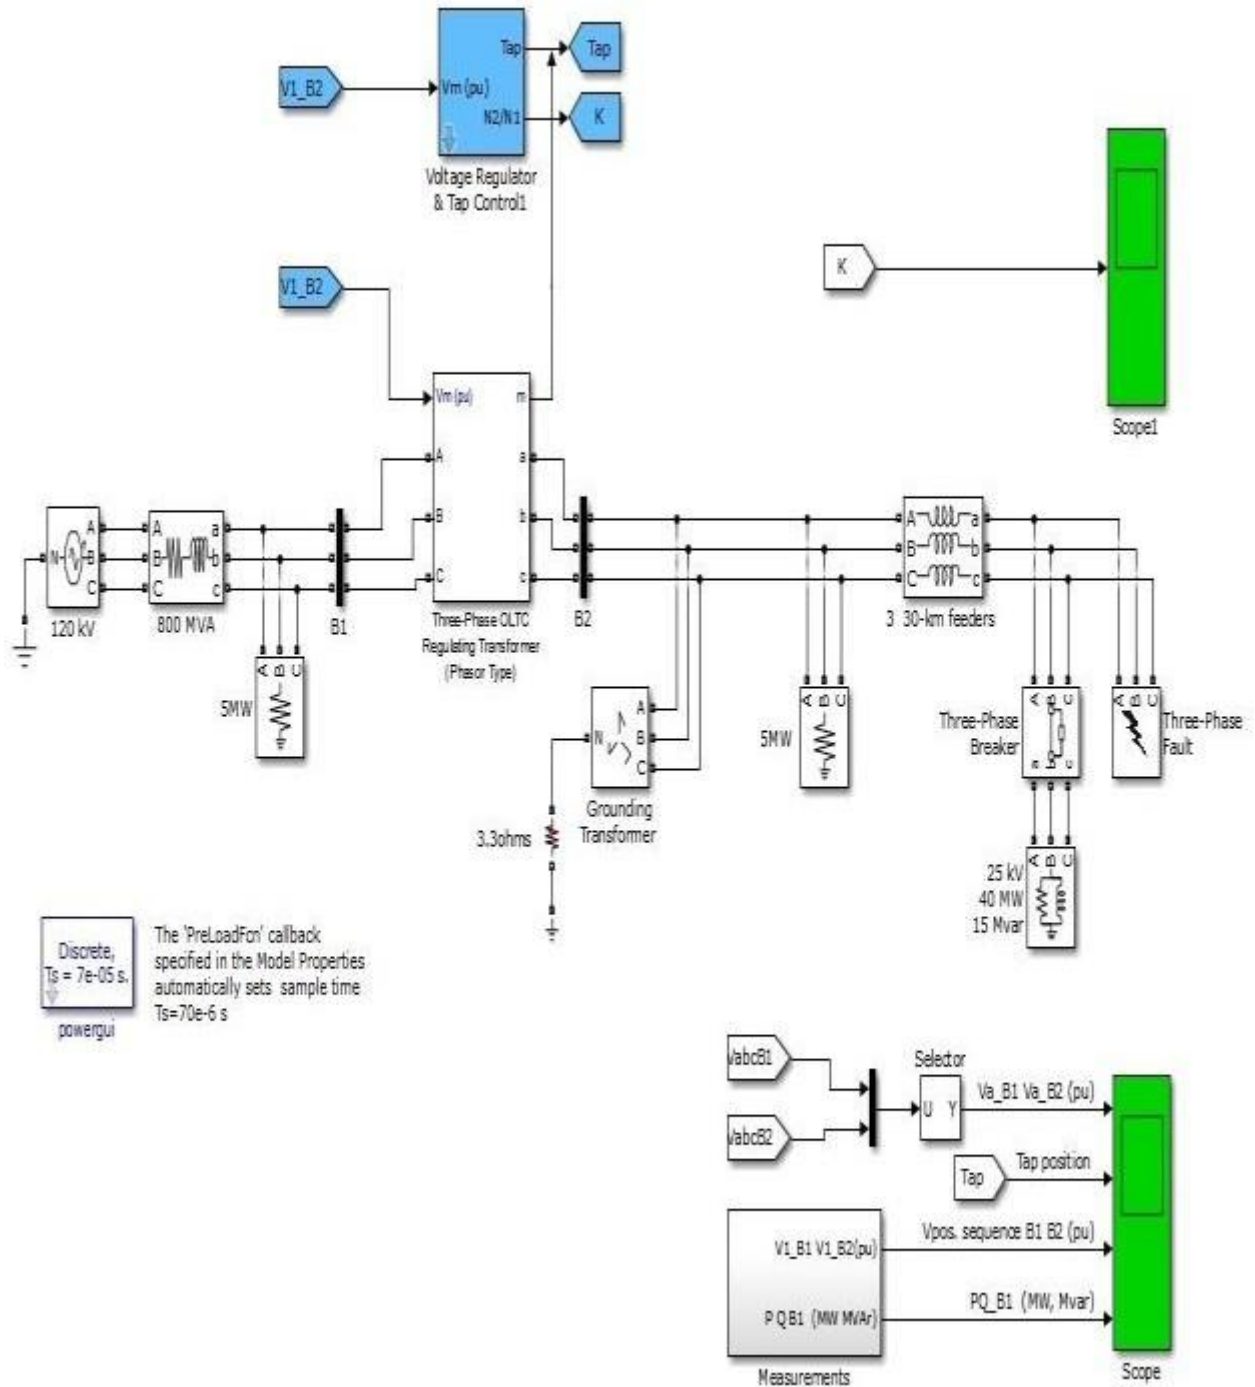 Tap
Tap
V1_B2
Vm (pu)
N2/N1
K
Voltage Regulator
& Tap Control1
V1_B2
K
Scope1
Vm (pu)
m
A
a
B
b
C
c
Three-Phase OLTC
Regulating Transformer
(Phasor Type)
N
A
B
C
120 kV
A
a
B
b
C
c
800 MVA
B1
A B C
5MW
B2
A
a
B
b
C
c
3 30-km feeders
N
A
B
C
Grounding
Transformer
3.3ohms
A B C
5MW
A B C
a b c
Three-Phase
Breaker
A B C
Three-Phase
Fault
A B C
25 kV
40 MW
15 Mvar
Discrete,
Ts = 7e-05 s.
powergui
The 'PreLoadFcn' callback
specified in the Model Properties
automatically sets sample time
Ts=70e-6 s
VabcB1
VabcB2
Selector
U Y
Va_B1 Va_B2 (pu)
Tap
Tap position
V1_B1 V1_B2(pu)
Vpos. sequence B1 B2 (pu)
P Q B1 (MW MVAr)
PQ_B1 (MW, Mvar)
Measurements
Scope